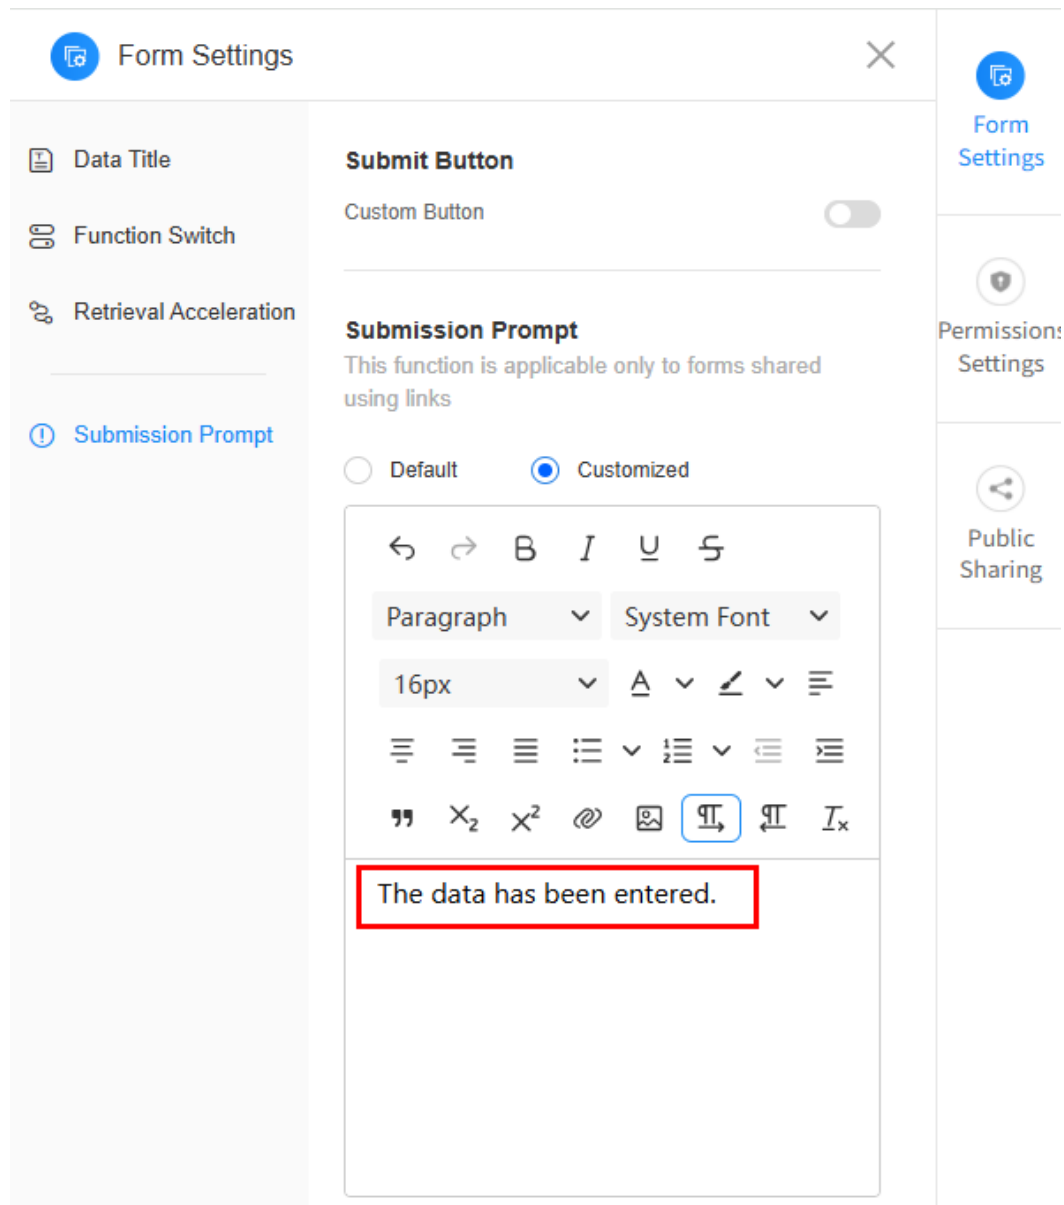 Form Settings
Data Title
Function Switch
Retrieval Acceleration
Submission Prompt
Submit Button
Custom Button
Submission Prompt
This function is applicable only to forms shared
using links
Default
Customized
B I U S
Paragraph
System Font
16px
A
X₂ X² T×
The data has been entered.
Form
Settings
Permissions
Settings
Public
Sharing